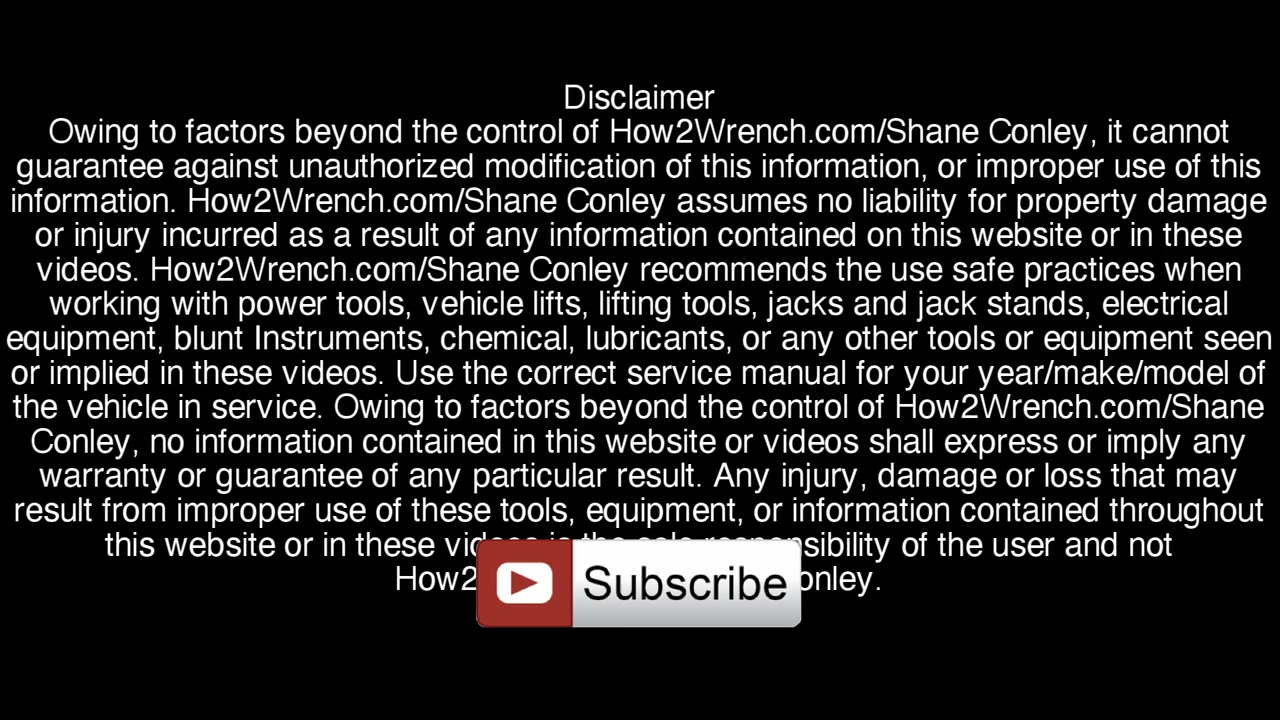 Disclaimer
Owing to factors beyond the control of How2Wrench.com/Shane Conley, it cannot
guarantee against unauthorized modification of this information, or improper use of this
information. How2Wrench.com/Shane Conley assumes no liability for property damage
or injury incurred as a result of any information contained on this website or in these
videos. How2Wrench.com/Shane Conley recommends the use safe practices when
working with power tools, vehicle lifts, lifting tools, jacks and jack stands, electrical
equipment, blunt Instruments, chemical, lubricants, or any other tools or equipment seen
or implied in these videos. Use the correct service manual for your year/make/model of
the vehicle in service. Owing to factors beyond the control of How2Wrench.com/Shane
Conley, no information contained in this website or videos shall express or imply any
warranty or guarantee of any particular result. Any injury, damage or loss that may
result from improper use of these tools, equipment, or information contained throughout
this website or in these videos is the sole responsibility of the user and not
How2 onley.
Subscribe